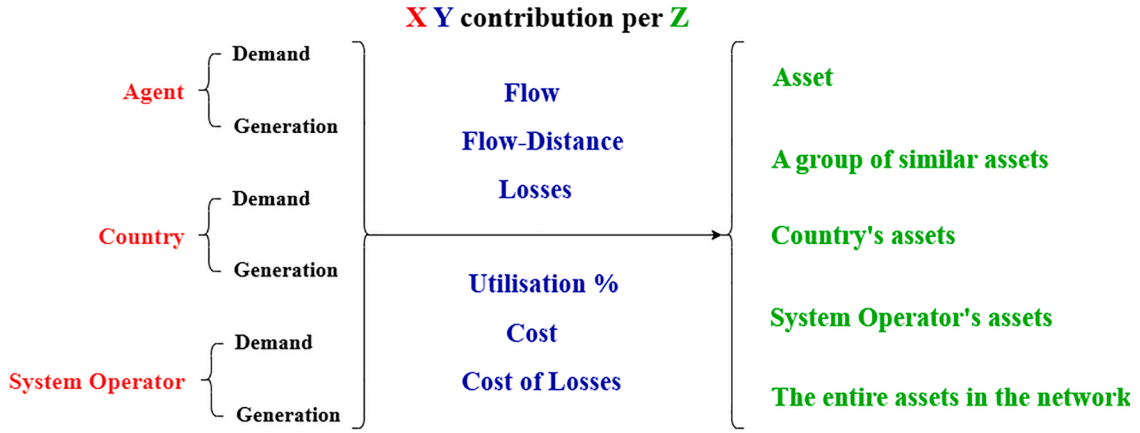 X Y contribution per Z
Agent
Demand
Generation
Country
Demand
Generation
System Operator
Demand
Generation
Flow
Flow-Distance
Losses
Utilisation %
Cost
Cost of Losses
Asset
A group of similar assets
Country's assets
System Operator's assets
The entire assets in the network